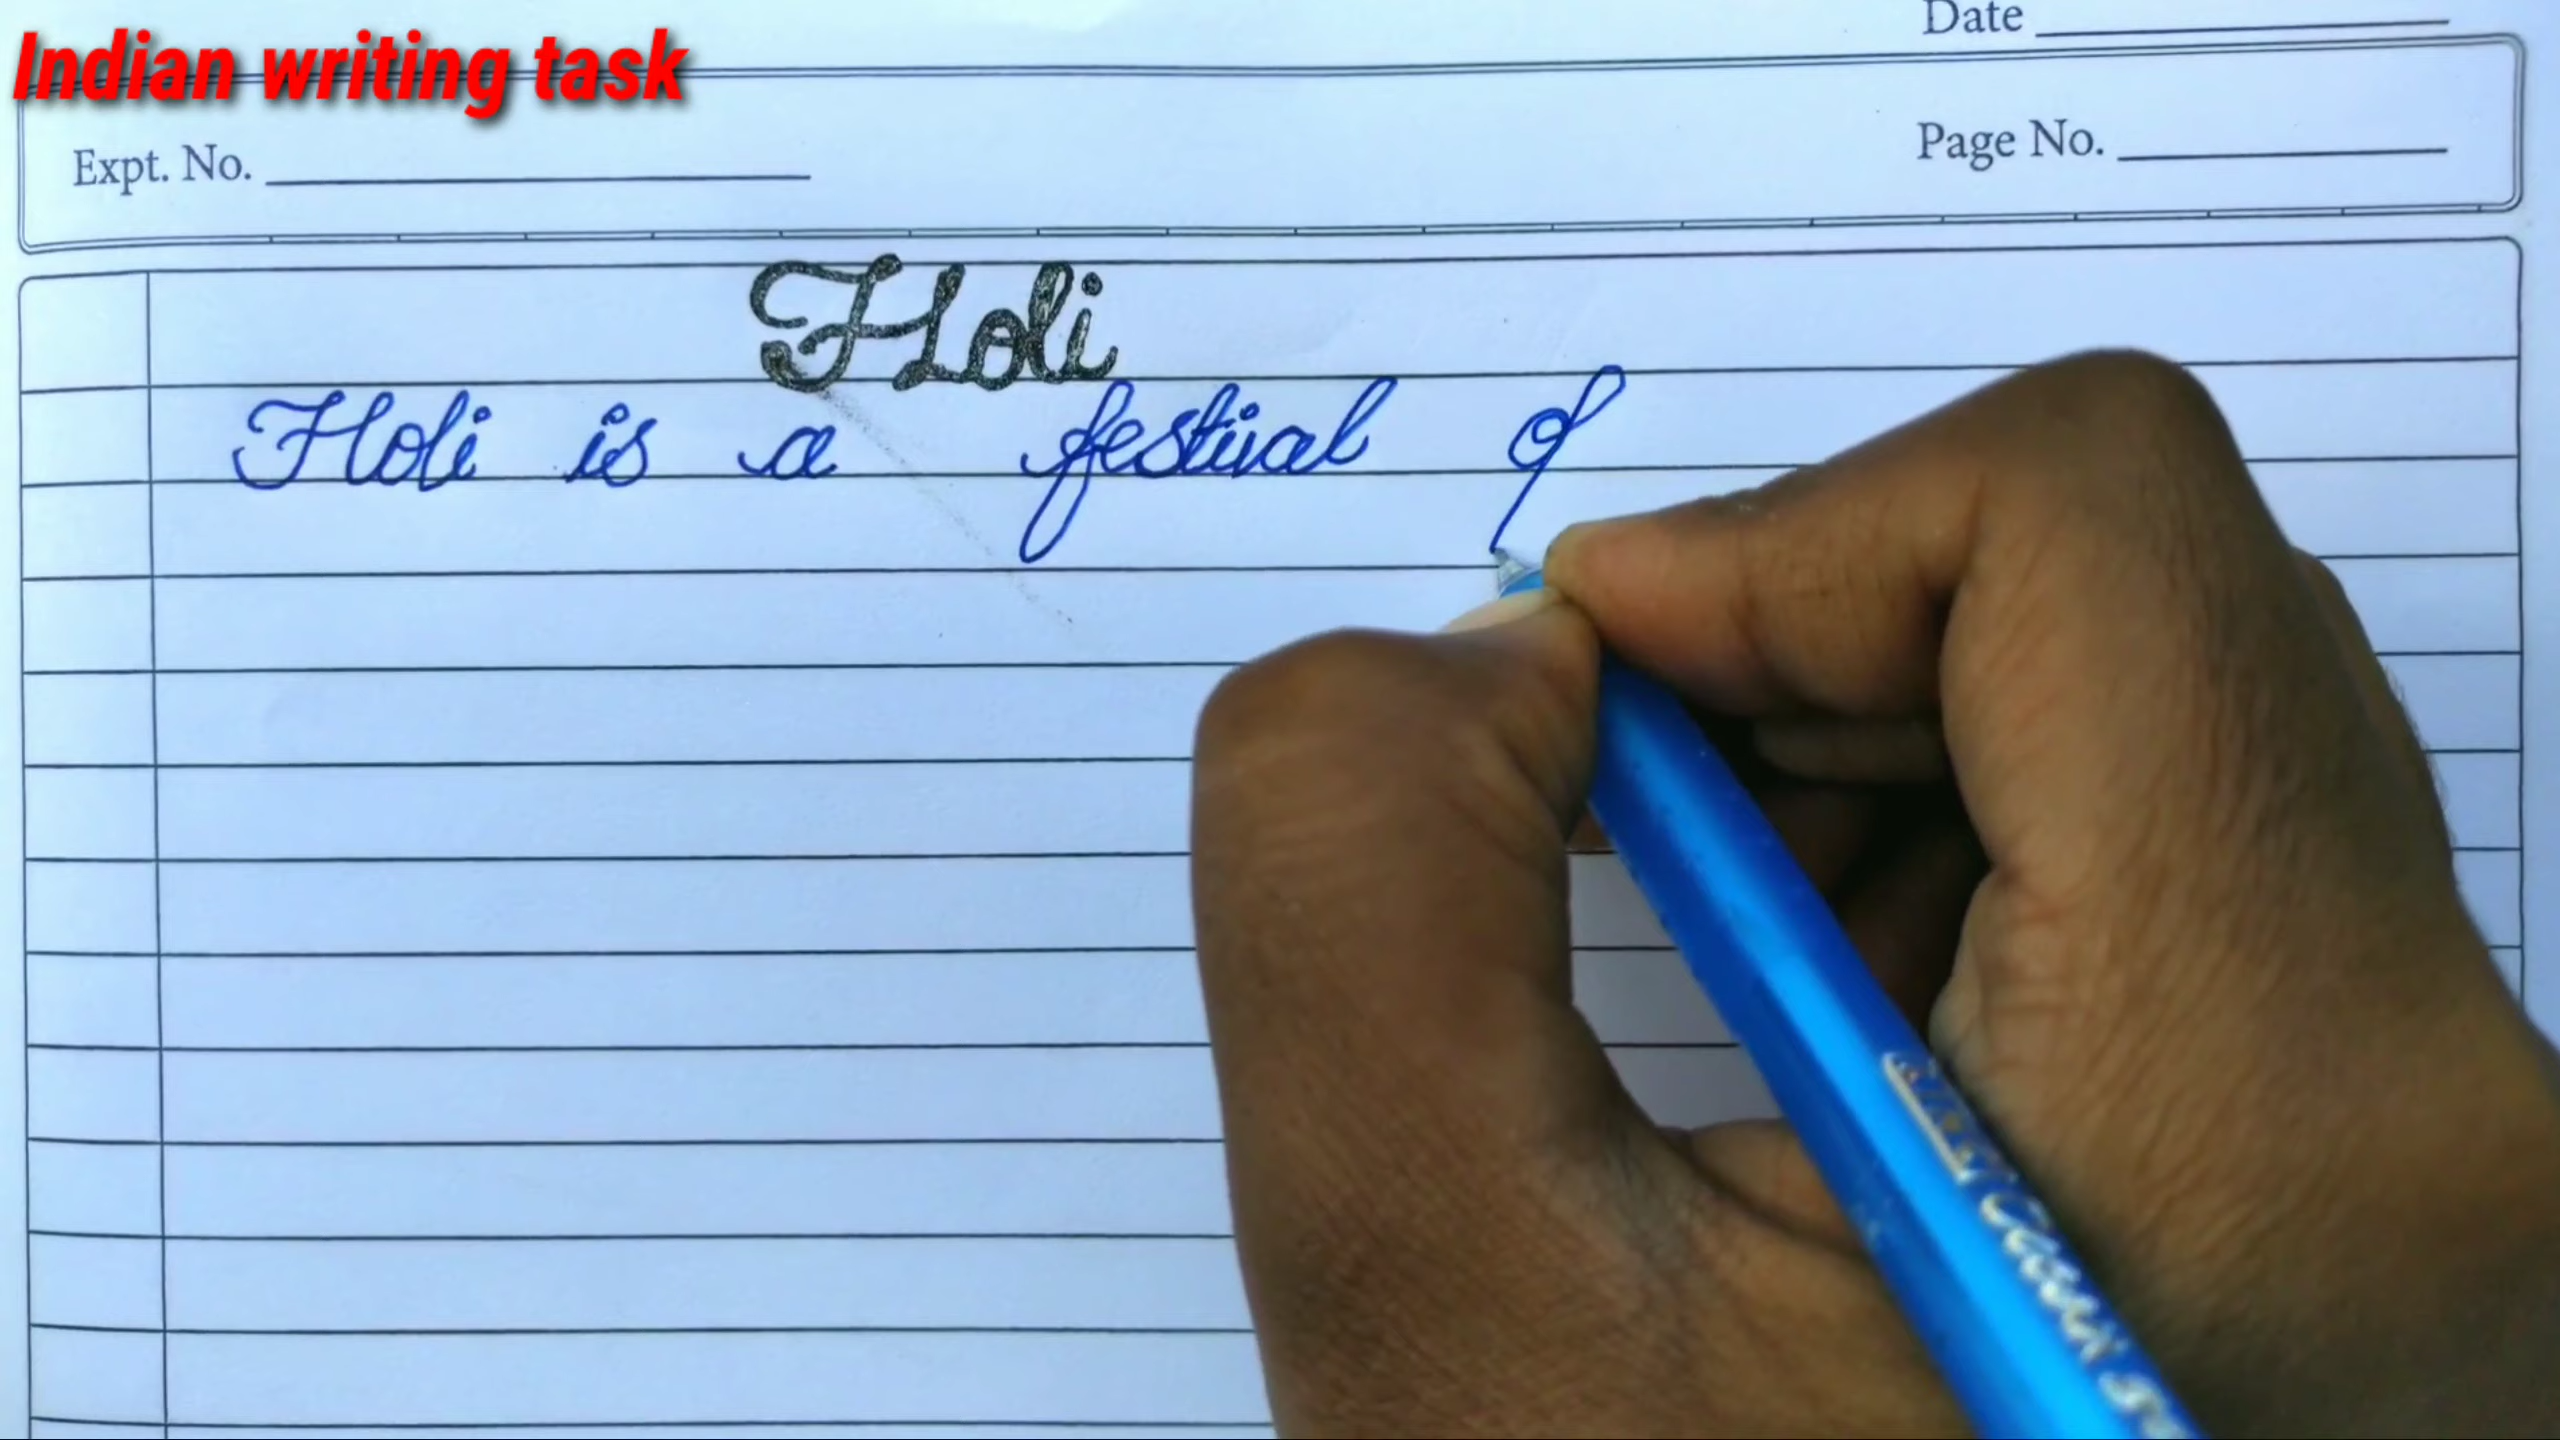 Indian writing task
Date
Expt. No.
Page No.
Holi
Holi is a festival of